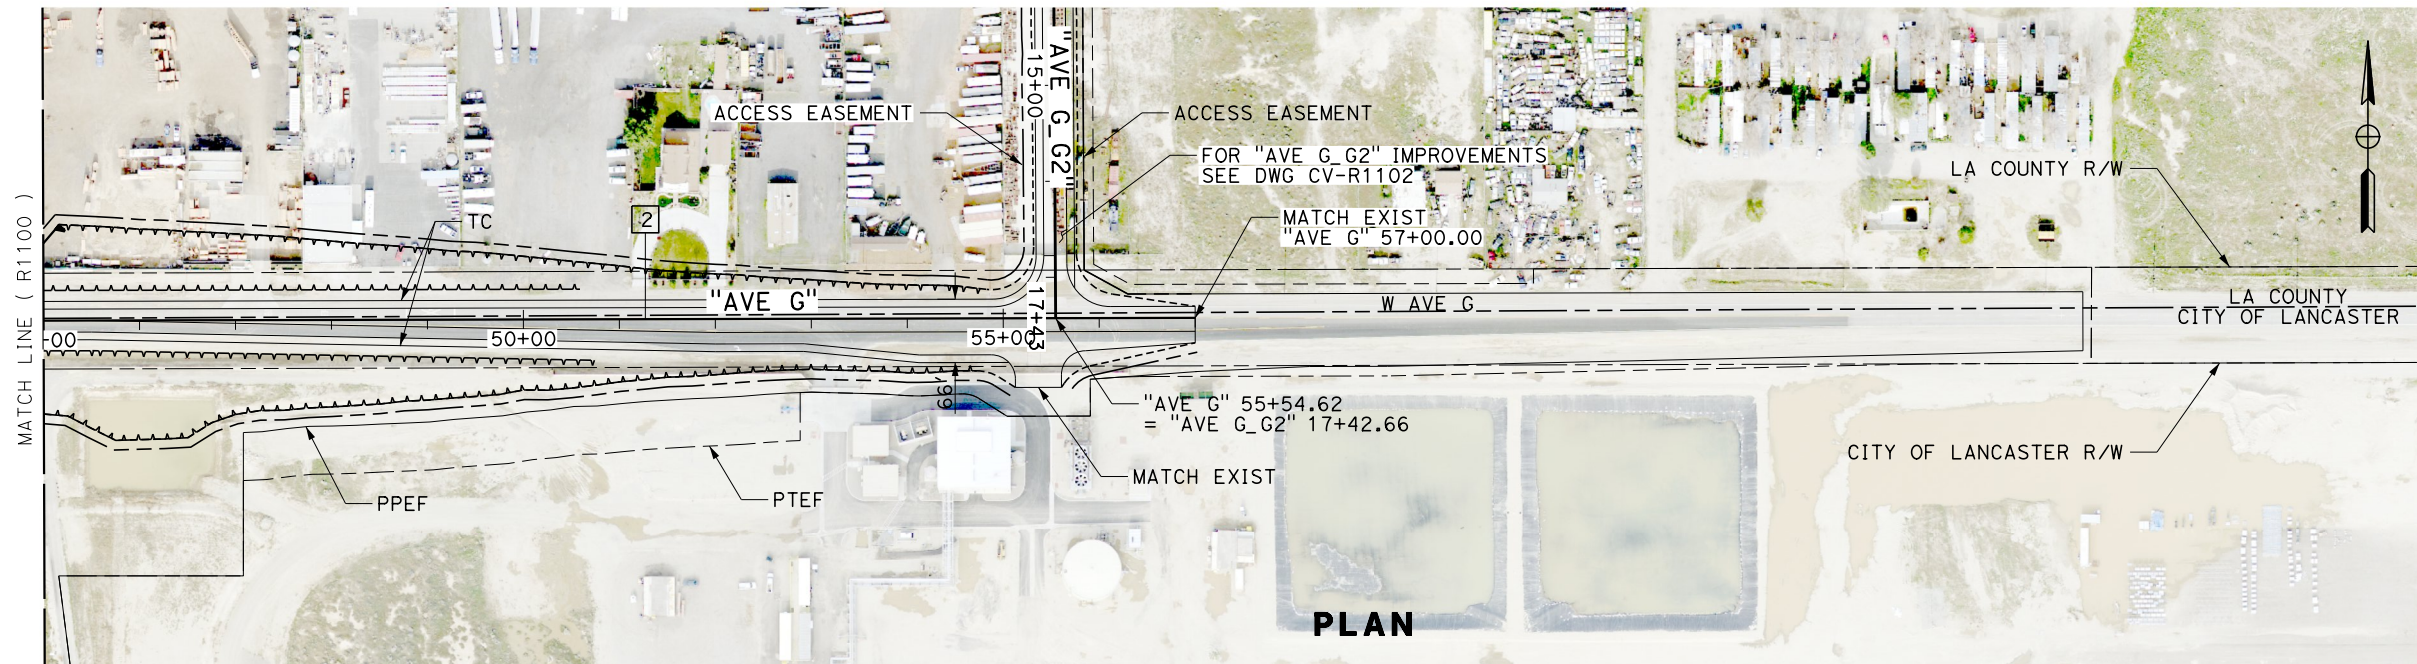 "AVE G_G2"
15+00
ACCESS EASEMENT
ACCESS EASEMENT
FOR "AVE G_G2" IMPROVEMENTS
SEE DWG CV-R1102
LA COUNTY R/W
MATCH LINE ( R1100 )
TC
2
MATCH EXIST
"AVE G" 57+00.00
"AVE G"
17+43
W AVE G
LA COUNTY
CITY OF LANCASTER
00
50+00
55+00
66'
"AVE G" 55+54.62
= "AVE G_G2" 17+42.66
CITY OF LANCASTER R/W
MATCH EXIST
PPEF
PTEF
PLAN